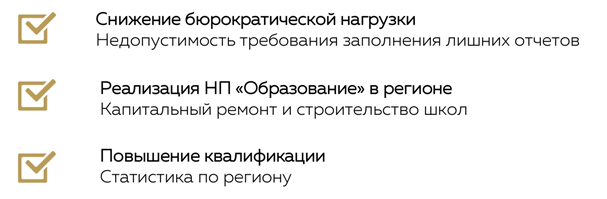 Снижение бюрократической нагрузки
Недопустимость требования заполнения лишних отчетов
Реализация НП «Образование» в регионе
Капитальный ремонт и строительство школ
Повышение квалификации
Статистика по региону